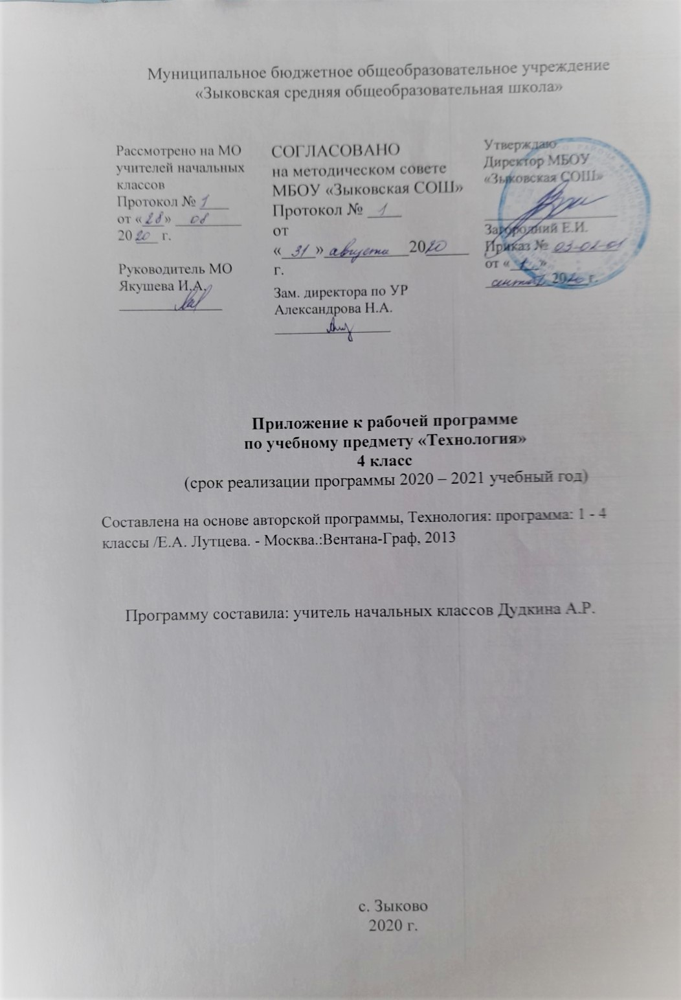 Муниципальное бюджетное общеобразовательное учреждение
«Зыковская средняя общеобразовательная школа»
Рассмотрено на МО
учителей начальных
классов
Протокол № 1
от «28» 08
2020 г.
Руководитель МО
Якушева И.А.
СОГЛАСОВАНО
на методическом совете
МБОУ «Зыковская СОШ»
Протокол № 1
от
«31» августа 2020
г.
Зам. директора по УР
Александрова Н.А.
Утверждаю
Директор МБОУ
«Зыковская СОШ»
Загородний Е.И.
Приказ № 03-02-01
от «1»
2020 г.
Приложение к рабочей программе
по учебному предмету «Технология»
4 класс
(срок реализации программы 2020 – 2021 учебный год)
Составлена на основе авторской программы, Технология: программа: 1 - 4
классы /Е.А. Лутцева. - Москва.:Вентана-Граф, 2013
Программу составила: учитель начальных классов Дудкина А.Р.
с. Зыково
2020 г.